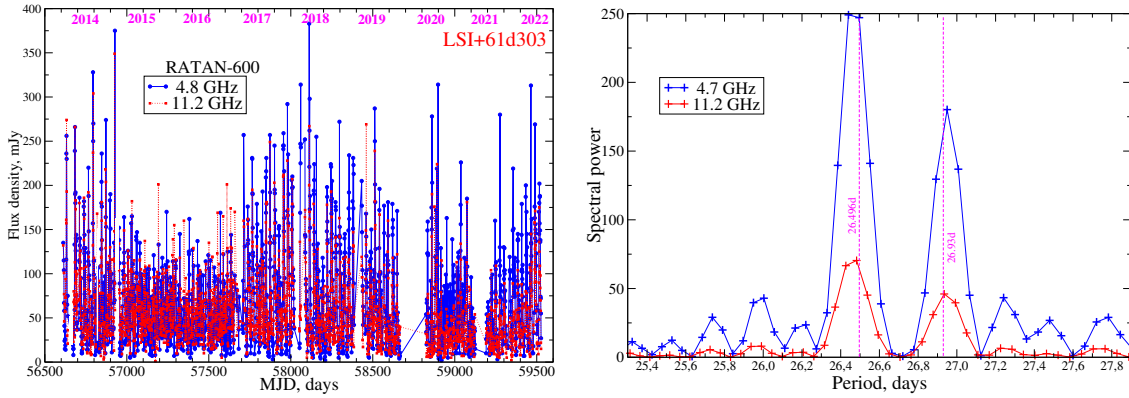 2014 2015 2016 2017 2018 2019 2020 2021 2022
LSI+61d303
RATAN-600
4.8 GHz
11.2 GHz
Flux density, mJy
400
350
300
250
200
150
100
50
0
56500 57000 57500 58000 58500 59000 59500
MJD, days
4.7 GHz
11.2 GHz
Spectral power
250
200
150
100
50
0
26.496d
26.93d
25,4 25,6 25,8 26 26,2 26,4 26,6 26,8 27,0 27,2 27,4 27,6 27,8
Period, days